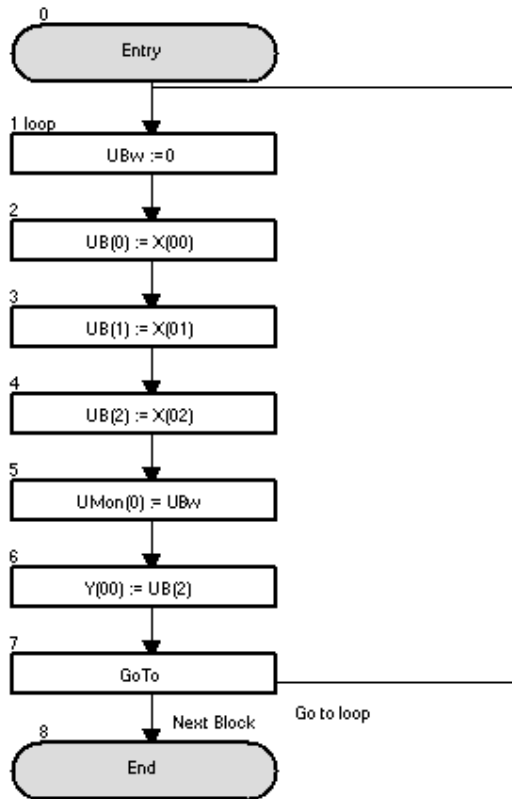 0
Entry
1 loop
UBw :=0
2
UB(0) := X(00)
3
UB(1) := X(01)
4
UB(2) := X(02)
5
UMon(0) := UBw
6
Y(00) := UB(2)
7
GoTo
Go to loop
Next Block
8
End